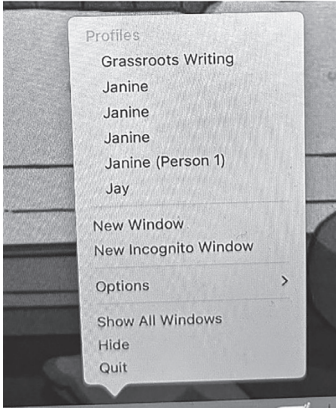 Profiles
Grassroots Writing
Janine
Janine
Janine
Janine (Person 1)
Jay
New Window
New Incognito Window
Options
Show All Windows
Hide
Quit